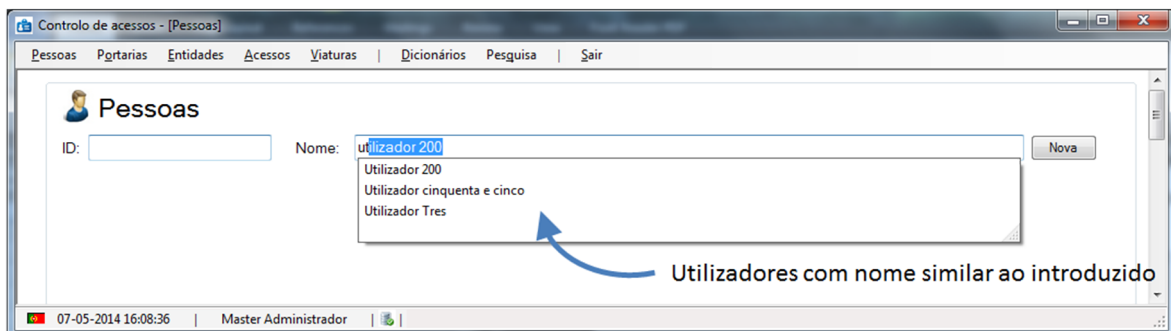 Controlo de acessos - [Pessoas]
Pessoas Portarias Entidades Acessos Viaturas | Dicionários Pesquisa | Sair
Pessoas
ID: Nome: utilizador 200 Nova
Utilizador 200
Utilizador cinquenta e cinco
Utilizador Tres
Utilizadores com nome similar ao introduzido
07-05-2014 16:08:36 | Master Administrador | |